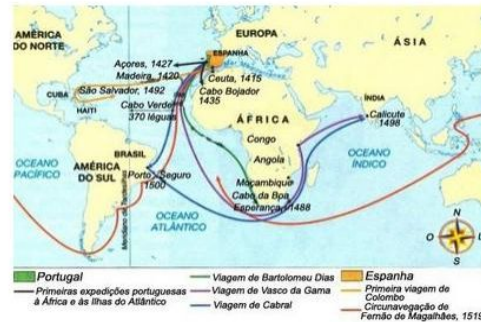 AMÉRICA
DO NORTE
EUROPA
ÁSIA
ESPANHA
Açores, 1427
Madeira, 1420
São Salvador, 1492
Ceuta, 1415
Cabo Bojador
1435
CUBA
HAITI
Cabo Verde
370 léguas
ÁFRICA
ÍNDIA
Calicute
1498
Congo
Angola
OCEANO
PACÍFICO
AMÉRICA
DO SUL
BRASIL
Porto Seguro
1500
OCEANO
ÍNDICO
Moçambique
Cabo da Boa
Esperança, 1488
OCEANO
ATLÂNTICO
Meridiano de Tordesilhas
N
O
E
S
Portugal
Primeiras expedições portuguesas
à África e às Ilhas do Atlântico
Viagem de Bartolomeu Dias
Viagem de Vasco da Gama
Viagem de Cabral
Espanha
Primeira viagem de
Colombo
Circunavegação de
Fernão de Magalhães, 1519